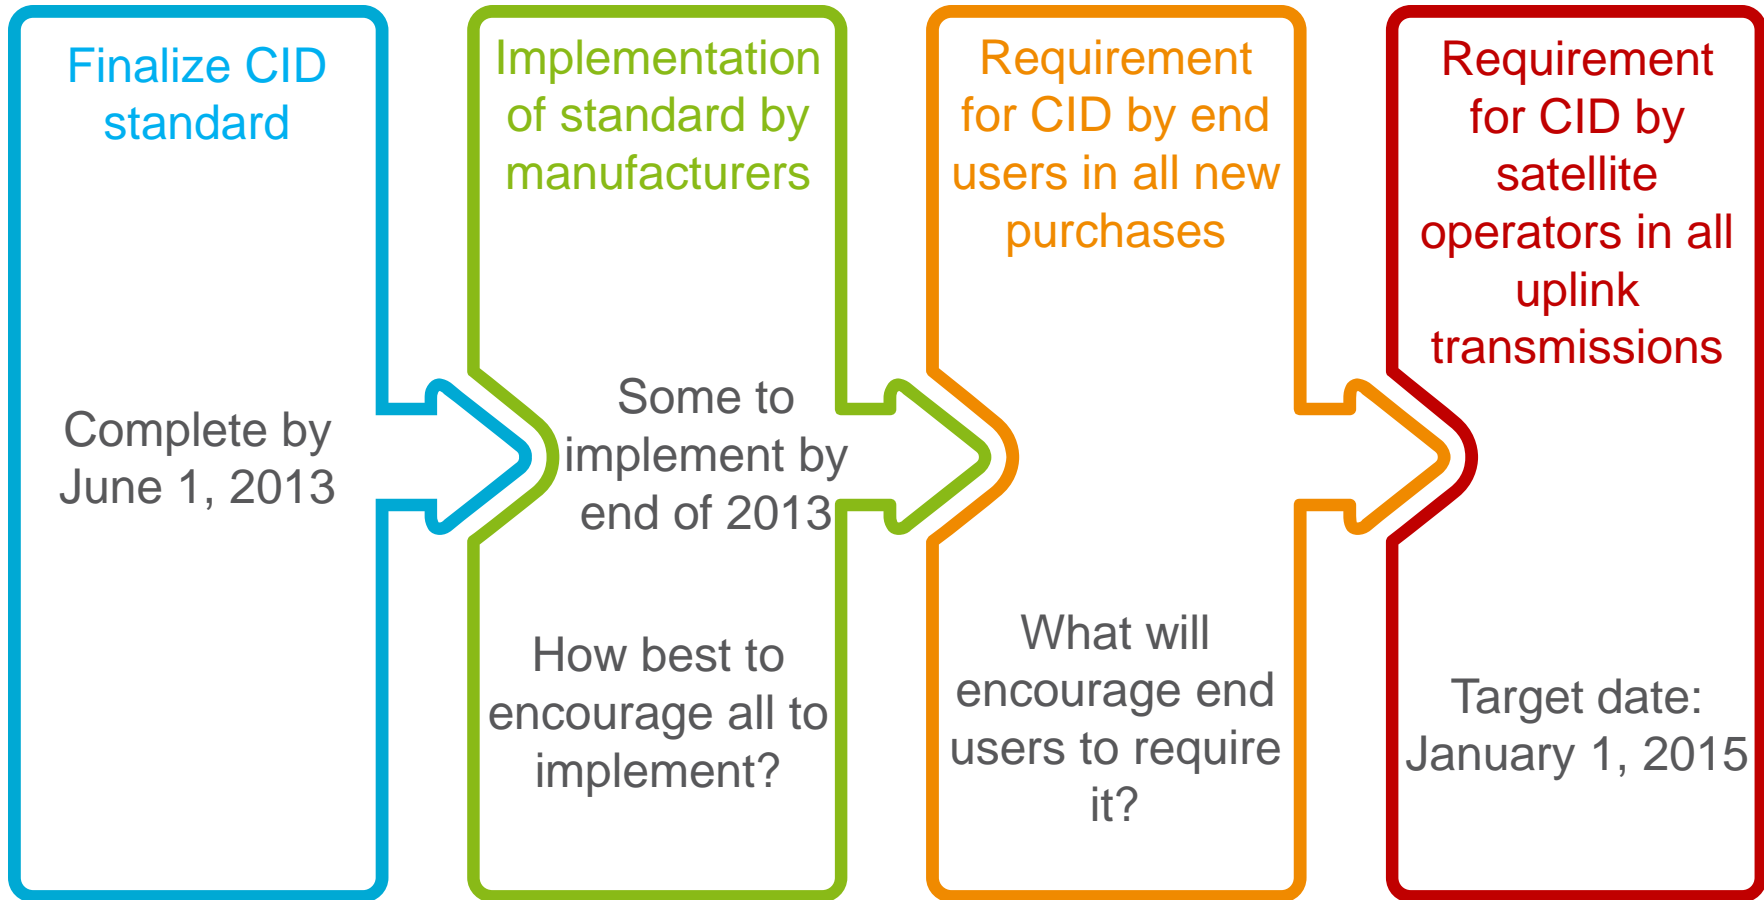 Finalize CID
standard
Complete by
June 1, 2013
Implementation
of standard by
manufacturers
Some to
implement by
end of 2013
How best to
encourage all to
implement?
Requirement
for CID by end
users in all new
purchases
What will
encourage end
users to require
it?
Requirement
for CID by
satellite
operators in all
uplink
transmissions
Target date:
January 1, 2015